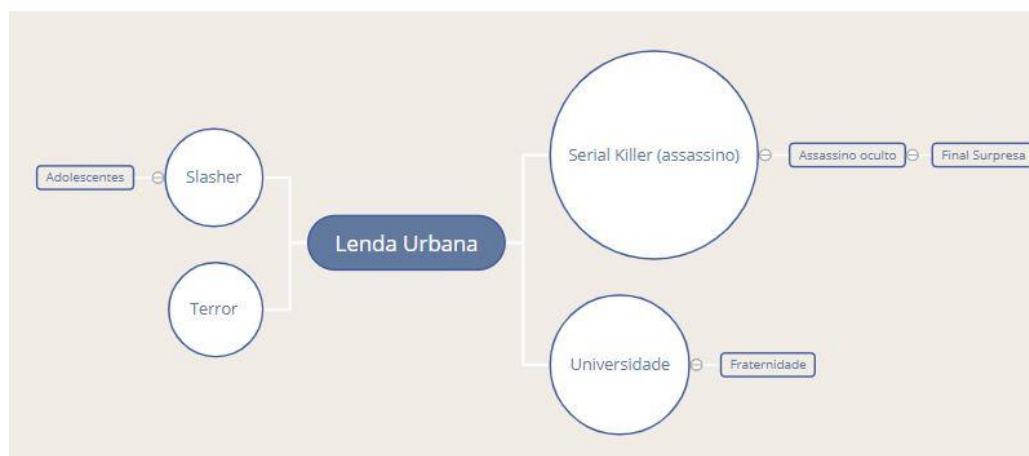 Lenda Urbana
Slasher
Adolescentes
Terror
Serial Killer (assassino)
Assassino oculto
Final Surpresa
Universidade
Fraternidade